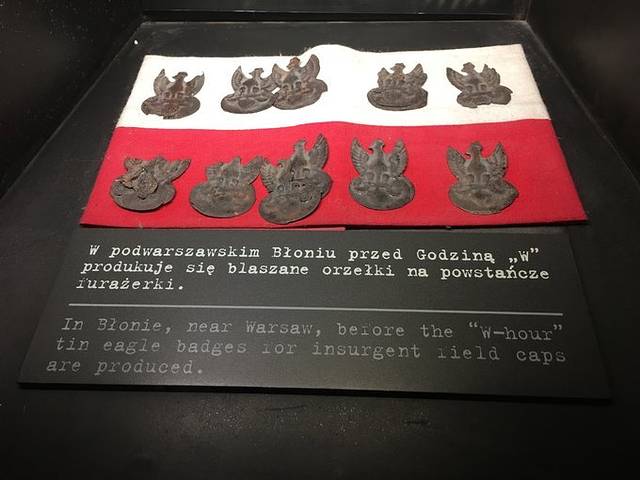 W podwarszawskim Błoniu przed Godziną „W”
produkuje się blaszane orzełki na powstańcze
furażerki.
In Błonie, near Warsaw, before the “W-hour”
tin eagle badges for insurgent field caps
are produced.